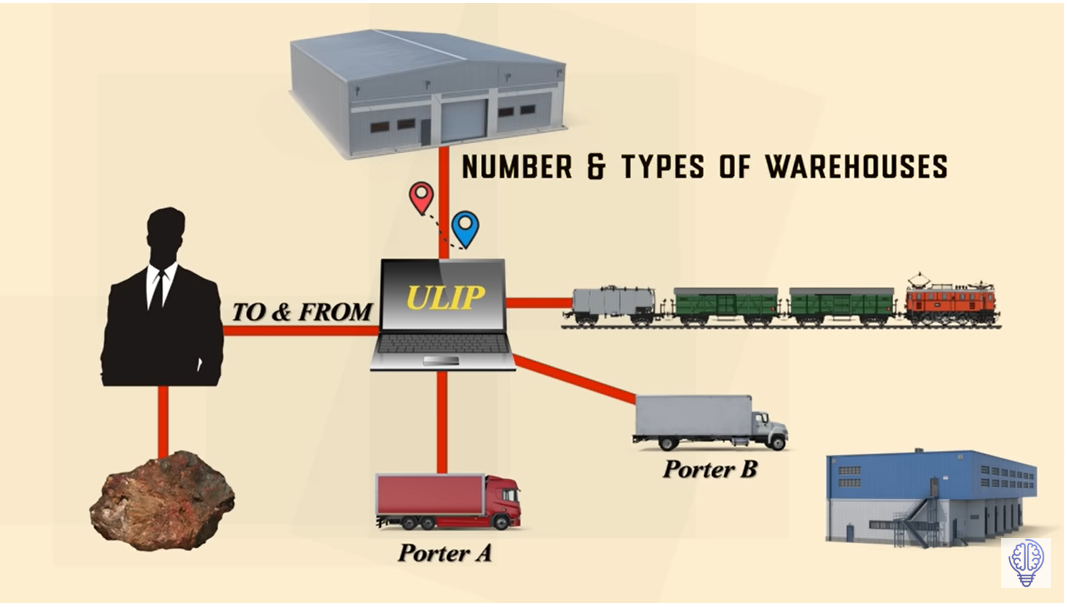 NUMBER & TYPES OF WAREHOUSES
TO & FROM
ULIP
Porter B
Porter A